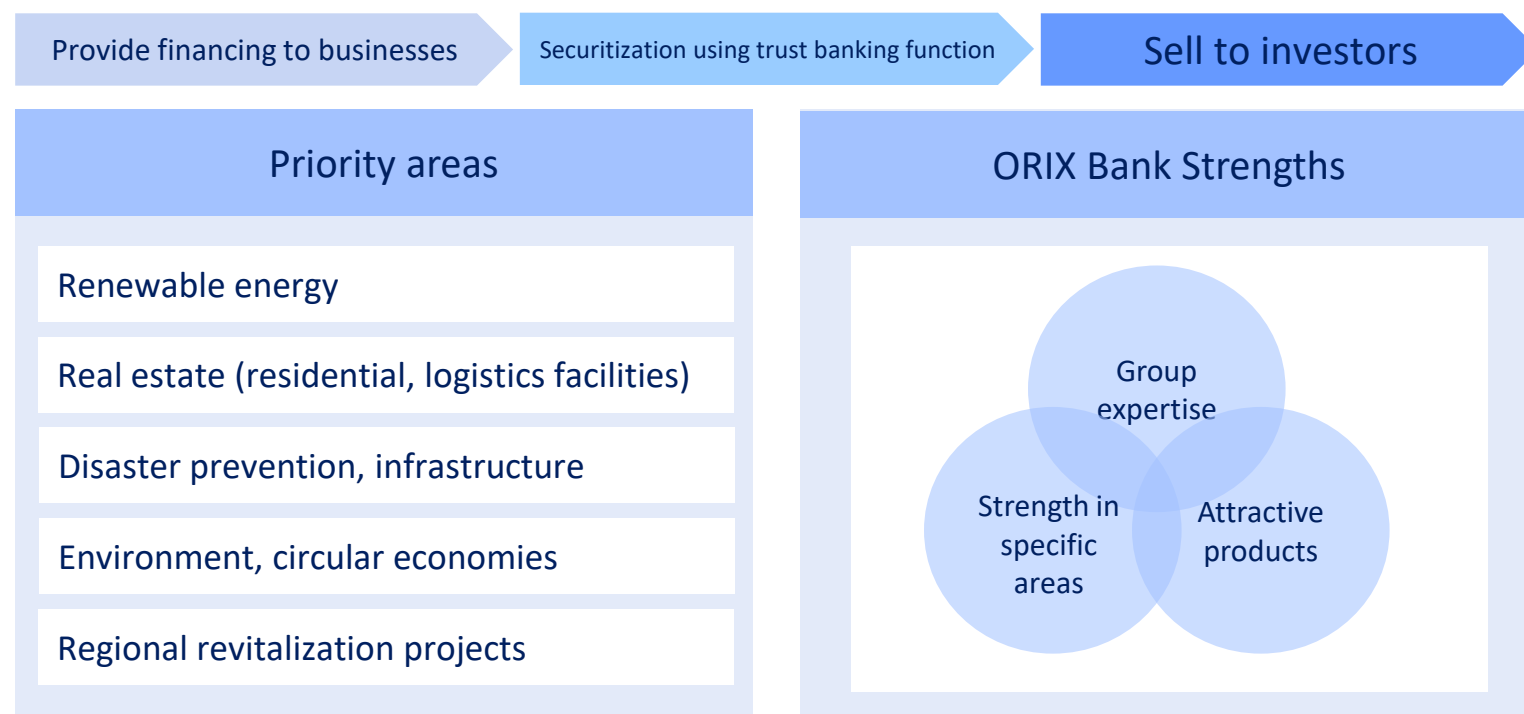 Provide financing to businesses
Securitization using trust banking function
Sell to investors
Priority areas
Renewable energy
Real estate (residential, logistics facilities)
Disaster prevention, infrastructure
Environment, circular economies
Regional revitalization projects
ORIX Bank Strengths
Group
expertise
Strength in
specific
areas
Attractive
products